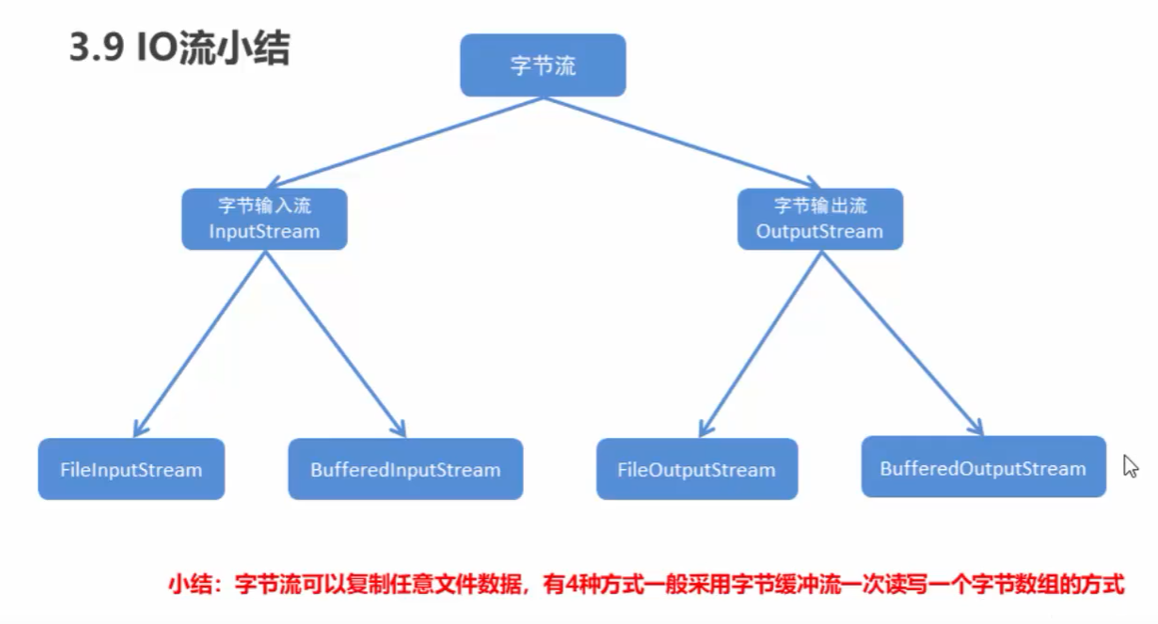 3.9 IO流小结
字节流
字节输入流
InputStream
字节输出流
OutputStream
FileInputStream
BufferedInputStream
FileOutputStream
BufferedOutputStream
小结：字节流可以复制任意文件数据，有4种方式一般采用字节缓冲流一次读写一个字节数组的方式